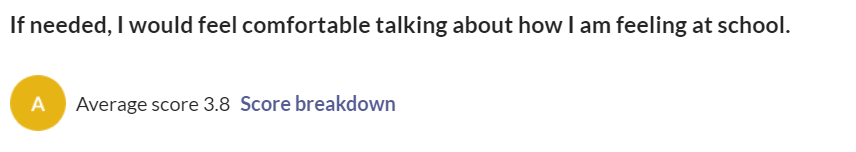 If needed, I would feel comfortable talking about how I am feeling at school.
A Average score 3.8 Score breakdown